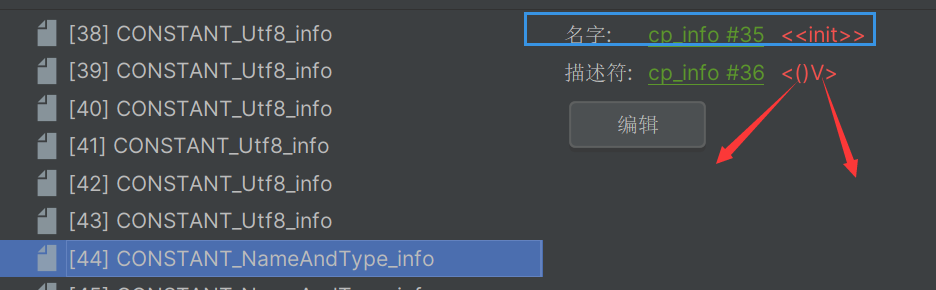 [38] CONSTANT_Utf8_info
[39] CONSTANT_Utf8_info
[40] CONSTANT_Utf8_info
[41] CONSTANT_Utf8_info
[42] CONSTANT_Utf8_info
[43] CONSTANT_Utf8_info
[44] CONSTANT_NameAndType_info
名字: cp_info #35 <<init>>
描述符: cp_info #36 <()V>
编辑